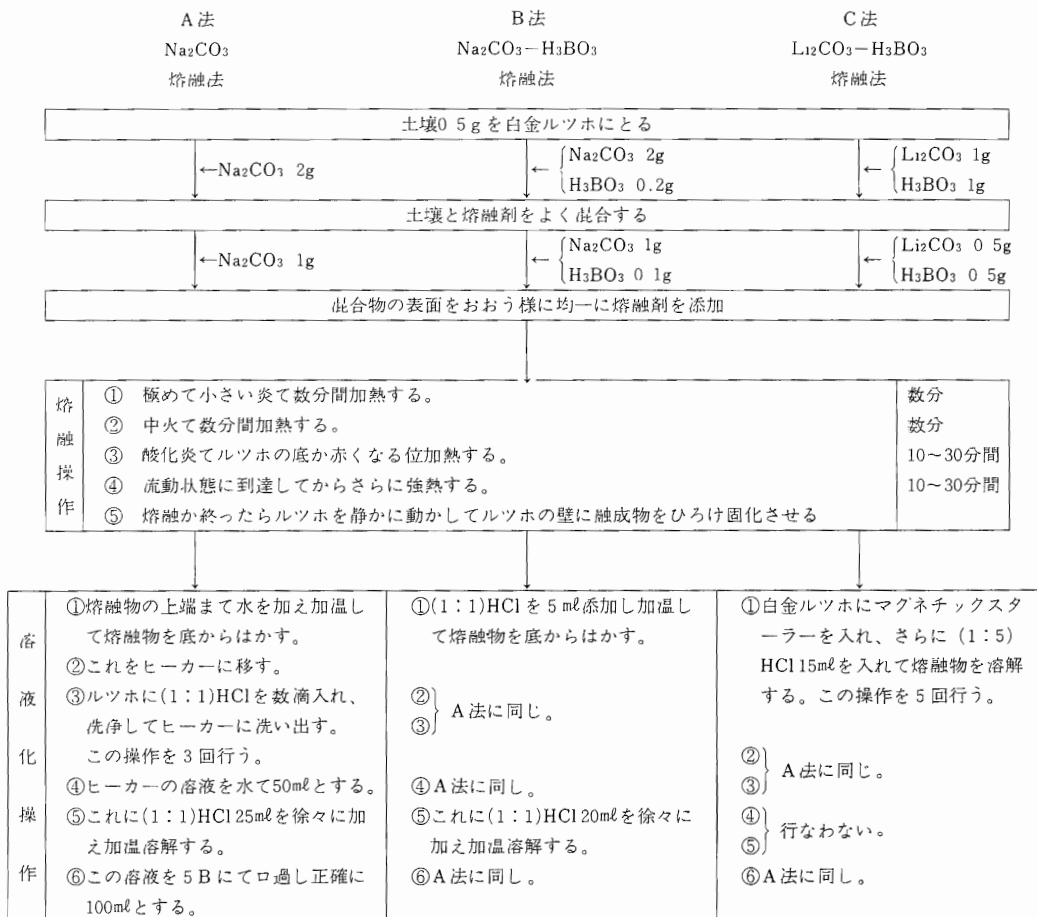 A法
Na₂CO₃
熔融法
B法
Na₂CO₃−H₃BO₃
熔融法
C法
L₁₂CO₃−H₃BO₃
熔融法
土壌0 5gを白金ルツホにとる
←Na₂CO₃ 2g
←{Na₂CO₃ 2g
H₃BO₃ 0.2g
←{L₁₂CO₃ 1g
H₃BO₃ 1g
土壌と熔融剤をよく混合する
←Na₂CO₃ 1g
←{Na₂CO₃ 1g
H₃BO₃ 0 1g
←{Li₂CO₃ 0 5g
H₃BO₃ 0 5g
混合物の表面をおおう様に均一に熔融剤を添加
熔融操作
① 極めて小さい炎て数分間加熱する。 数分
② 中火て数分間加熱する。 数分
③ 酸化炎てルツホの底か赤くなる位加熱する。 10〜30分間
④ 流動状態に到達してからさらに強熱する。 10〜30分間
⑤ 熔融か終ったらルツホを静かに動かしてルツホの壁に融成物をひろけ固化させる
溶液化操作
①熔融物の上端まて水を加え加温し
て熔融物を底からはかす。
②これをヒーカーに移す。
③ルツホに(1：1)HClを数滴入れ、
洗浄してヒーカーに洗い出す。
この操作を3回行う。
④ヒーカーの溶液を水て50mℓとする。
⑤これに(1：1)HCl 25mℓを徐々に加
え加温溶解する。
⑥この溶液を5Bにてロ過し正確に
100mℓとする。
①(1：1)HClを5mℓ添加し加温し
て熔融物を底からはかす。
②
③} A法に同じ。
④A法に同し。
⑤これに(1：1)HCl 20mℓを徐々に
加え加温溶解する。
⑥A法に同し。
①白金ルツホにマグネチックスタ
ーラーを入れ、さらに(1：5)
HCl 15mℓを入れて熔融物を溶解
する。この操作を5回行う。
②
③} A法に同じ。
④
⑤} 行なわない。
⑥A法に同し。